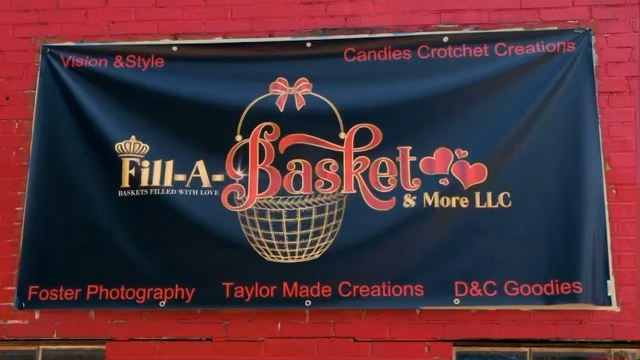 Vision &Style
Candies Crotchet Creations
Fill-A-Basket
BASKETS FILLED WITH LOVE
& More LLC
Foster Photography
Taylor Made Creations
D&C Goodies